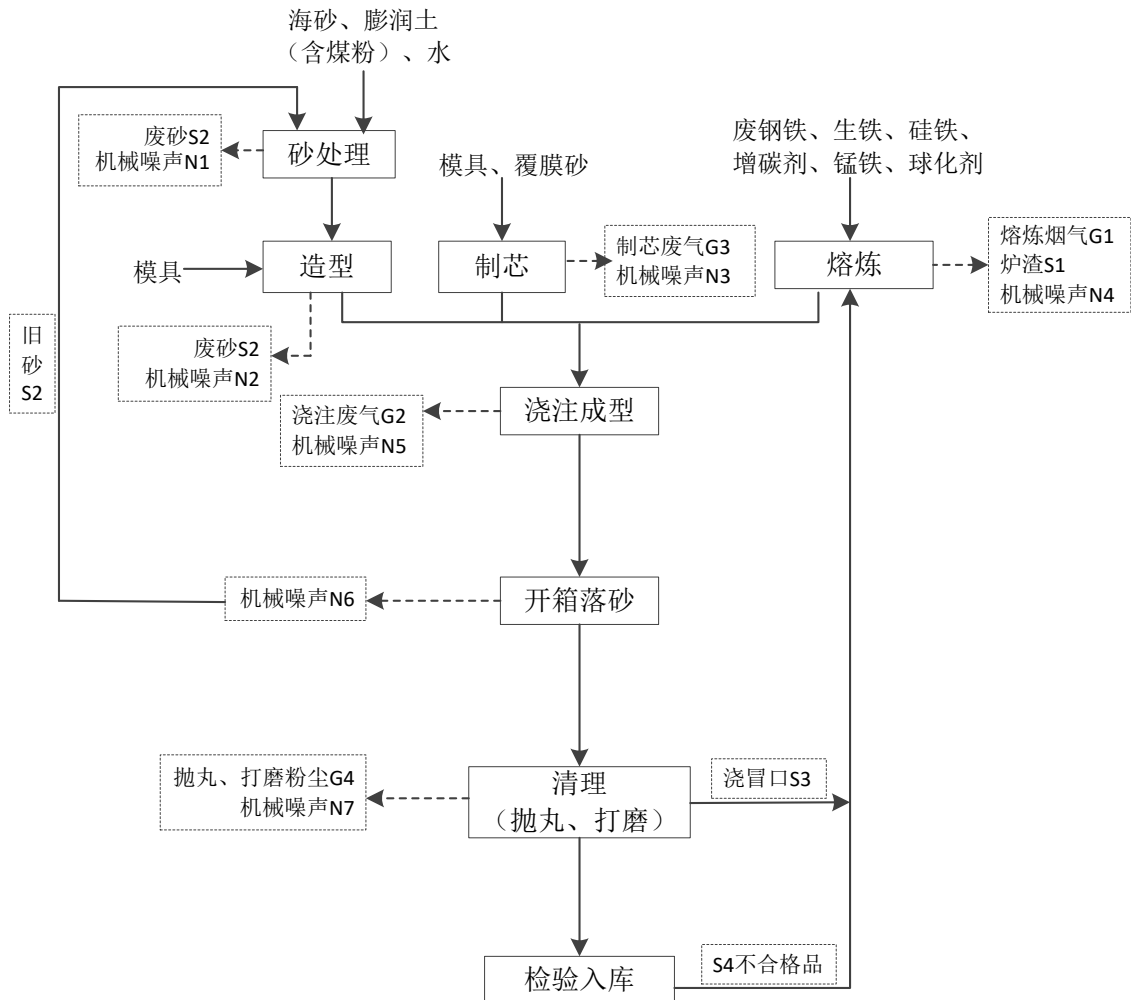 海砂、膨润土
（含煤粉）、水
废砂S2
机械噪声N1
砂处理
模具、覆膜砂
废钢铁、生铁、硅铁、
增碳剂、锰铁、球化剂
模具
造型
制芯
制芯废气G3
机械噪声N3
熔炼
熔炼烟气G1
炉渣S1
机械噪声N4
旧
砂
S2
废砂S2
机械噪声N2
浇注废气G2
机械噪声N5
浇注成型
机械噪声N6
开箱落砂
抛丸、打磨粉尘G4
机械噪声N7
清理
（抛丸、打磨）
浇冒口S3
检验入库
S4不合格品